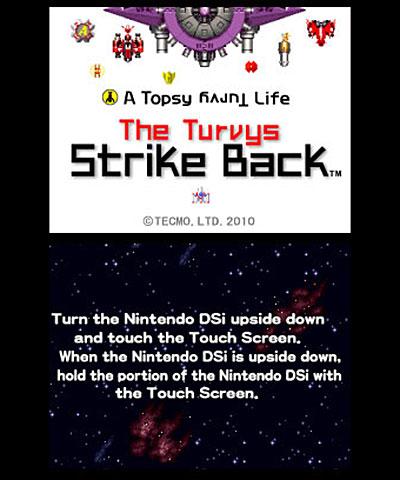 A Topsy Turvy Life
The Turvys
Strike Back™
©TECMO, LTD. 2010
Turn the Nintendo DSi upside down
and touch the Touch Screen.
When the Nintendo DSi is upside down,
hold the portion of the Nintendo DSi with
the Touch Screen.